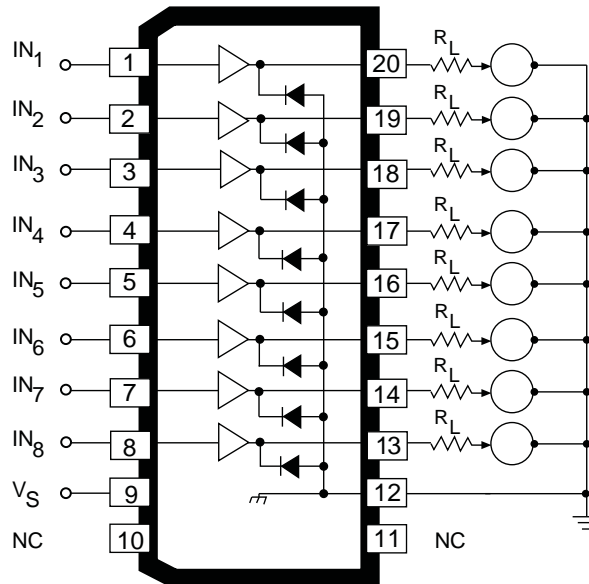 IN1 1 20 RL
IN2 2 19 RL
IN3 3 18 RL
IN4 4 17 RL
IN5 5 16 RL
IN6 6 15 RL
IN7 7 14 RL
IN8 8 13 RL
VS 9 12
NC 10 11 NC